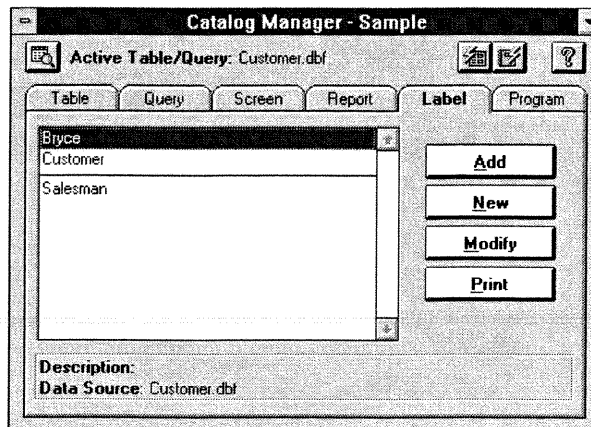 Catalog Manager - Sample
Active Table/Query: Customer.dbf
?
Table Query Screen Report Label Program
Bryce
Customer
Salesman
Add
New
Modify
Print
Description:
Data Source: Customer.dbf